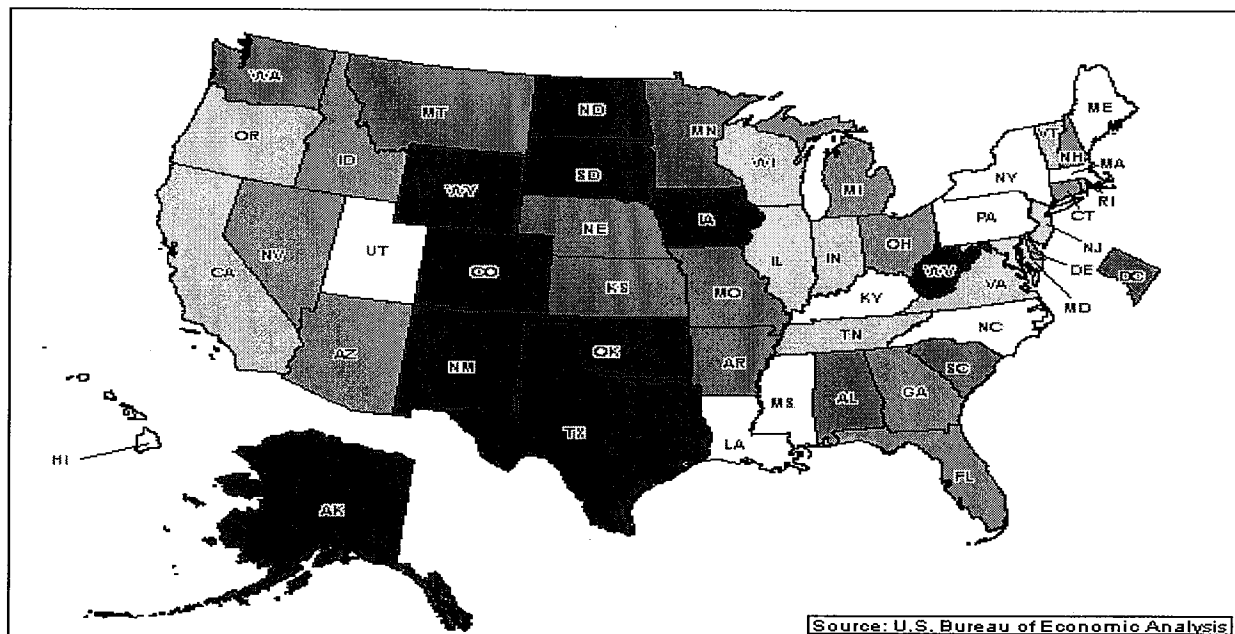 WA
MT
ND
MN
ME
OR
ID
SD
WI
VT
NH
MA
NY
WY
MI
RI
IA
PA
CT
NE
OH
NJ
UT
NV
IL
IN
DE
DC
CO
WV
CA
KS
MO
VA
KY
MD
TN
NC
AZ
OK
NM
AR
SC
MS
AL
GA
TX
LA
HI
FL
AK
Source: U.S. Bureau of Economic Analysis